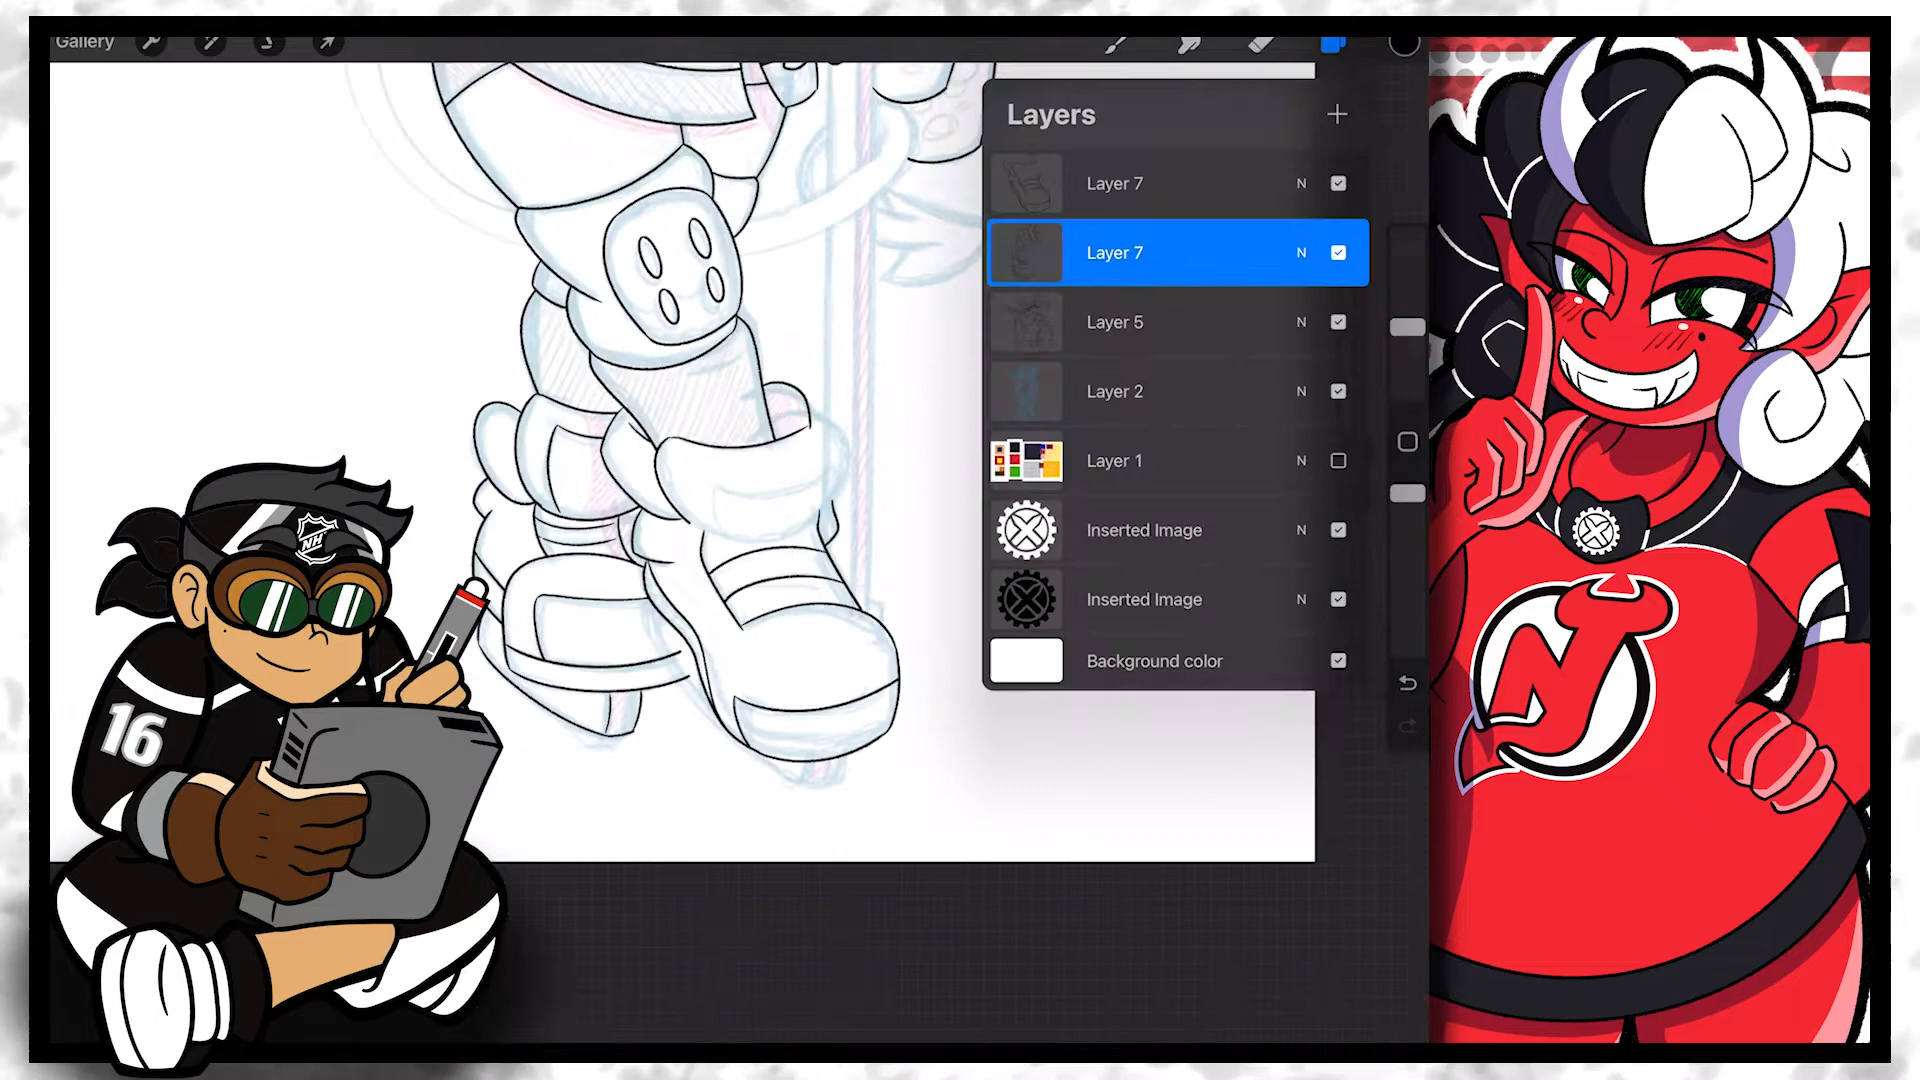 Gallery
Layers
Layer 7 N
Layer 7 N
Layer 5 N
Layer 2 N
Layer 1 N
Inserted Image N
Inserted Image N
Background color
NH
16
NJ